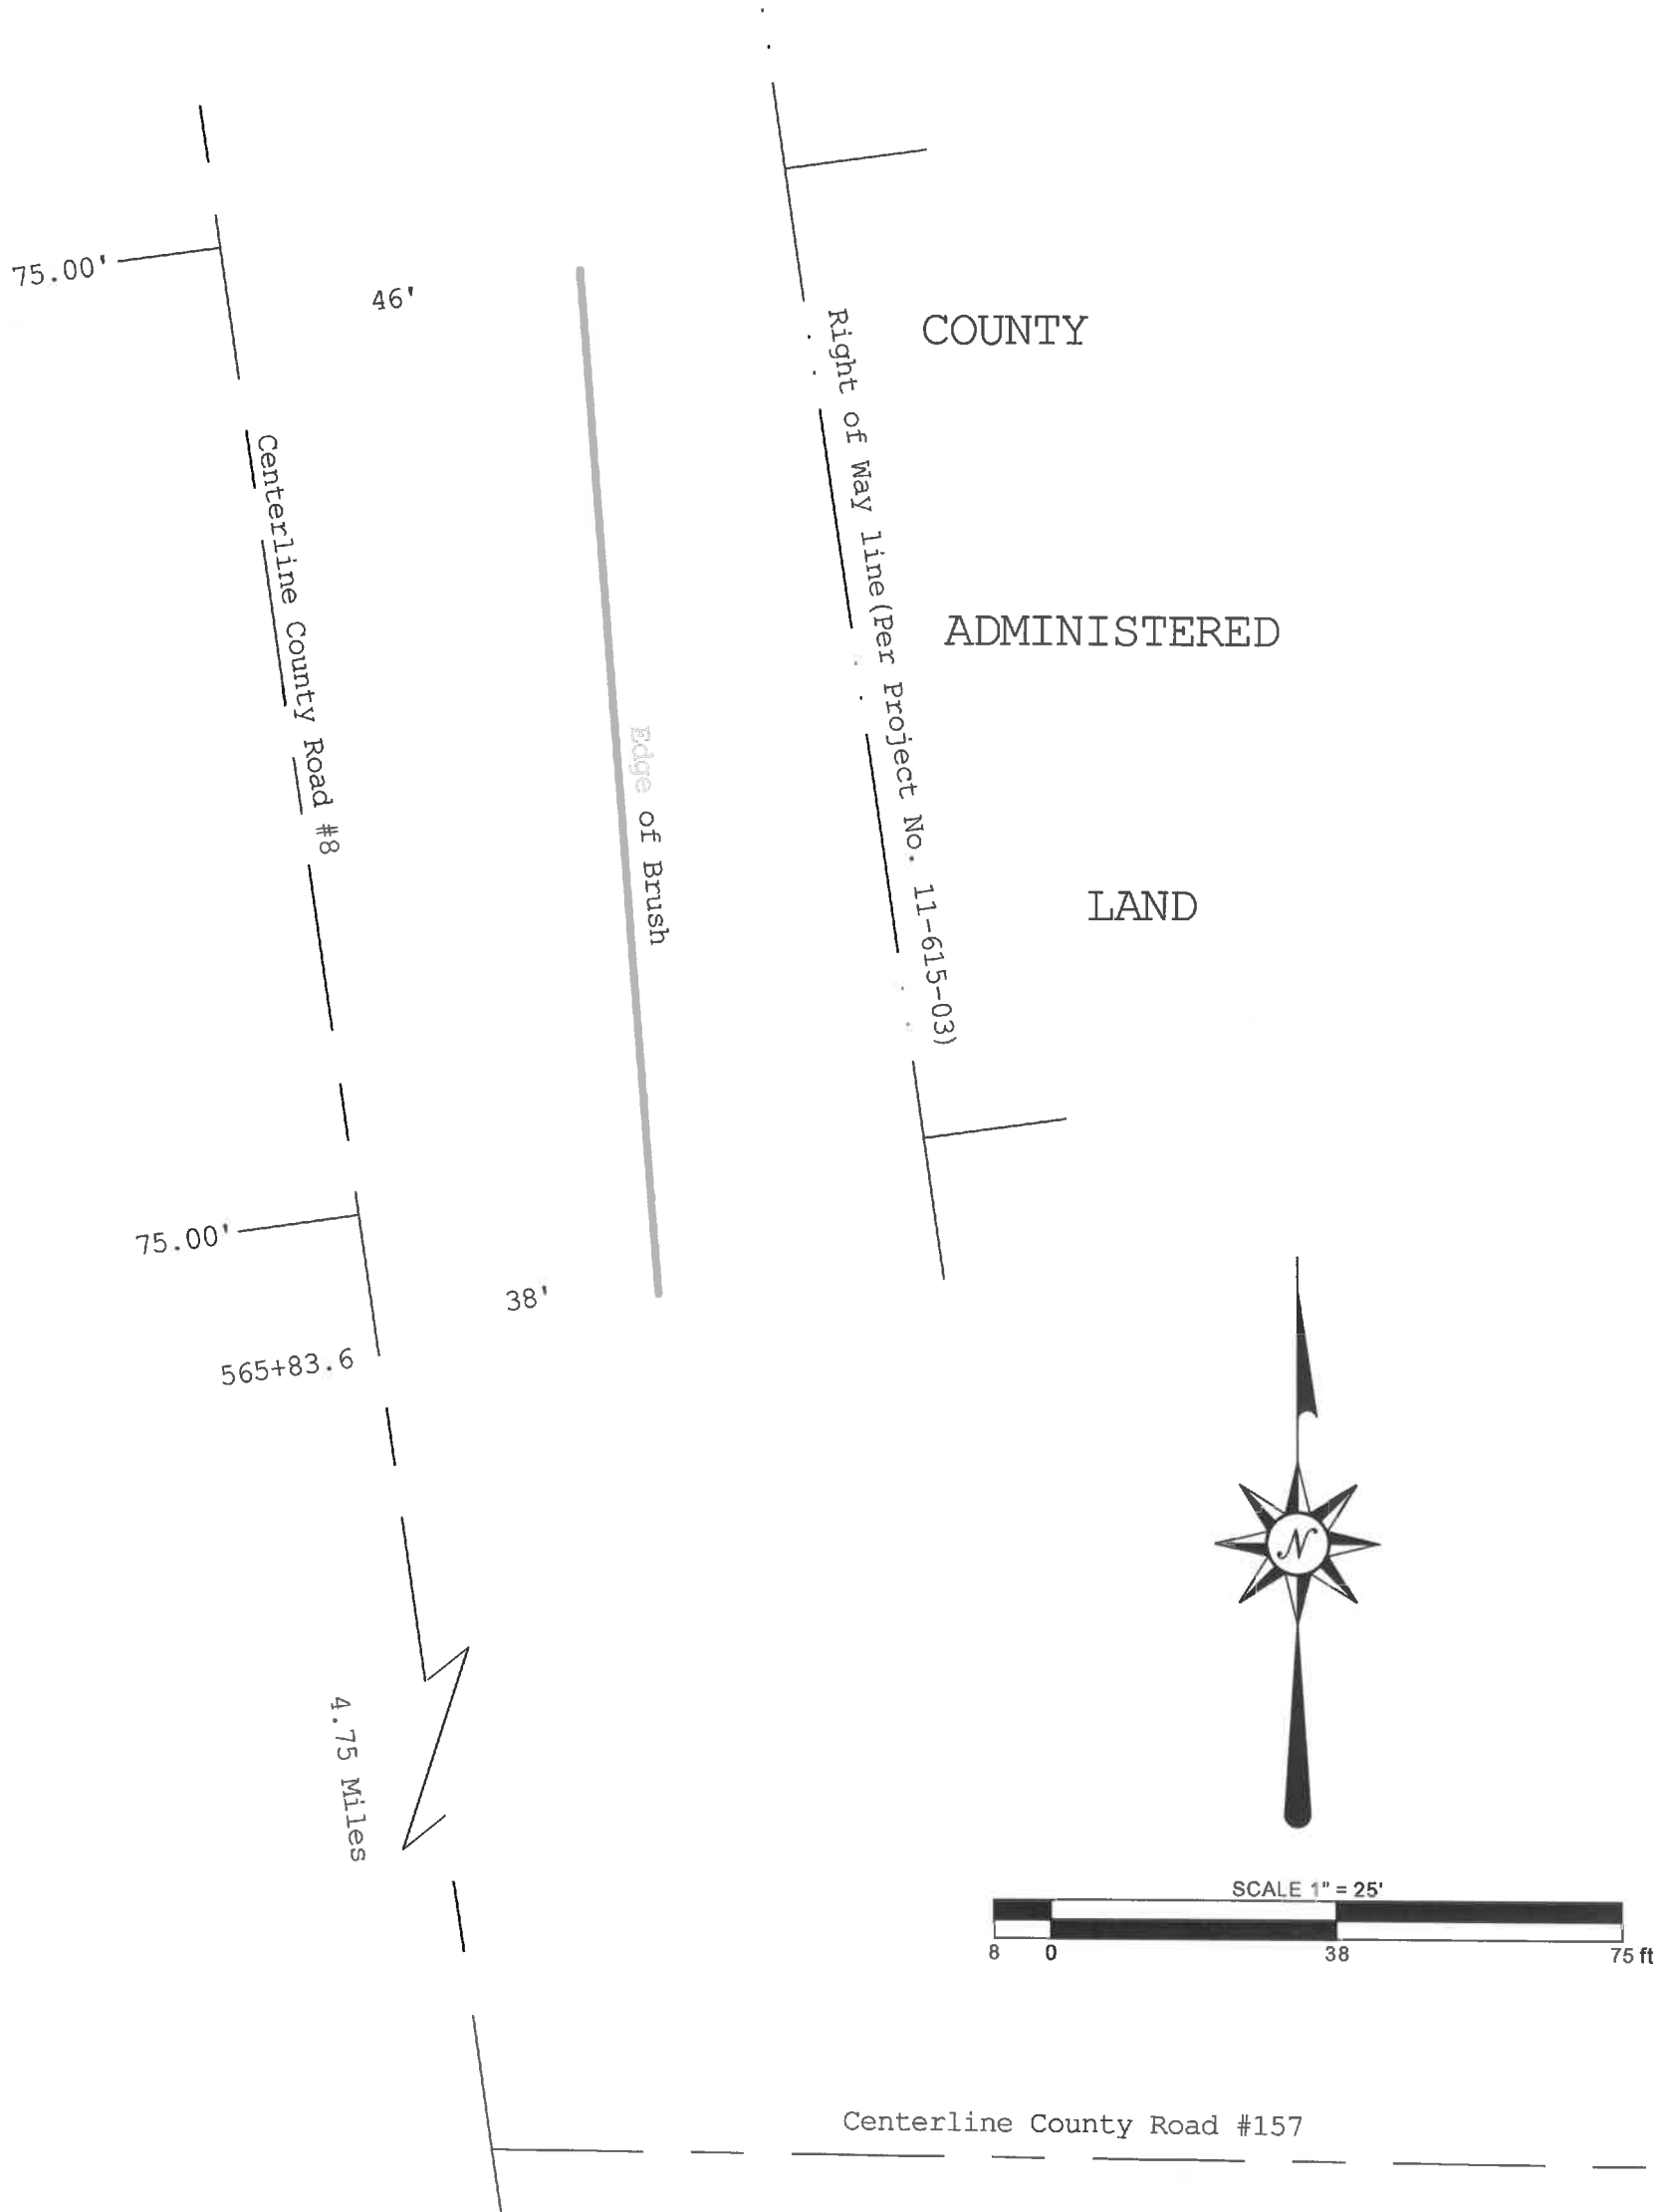 75.00'
46'
COUNTY
Right of Way line(Per Project No. 11-615-03)
Centerline County Road #8
ADMINISTERED
Edge of Brush
LAND
75.00'
38'
565+83.6
N
4.75 Miles
SCALE 1" = 25'
8 0 38 75 ft
Centerline County Road #157